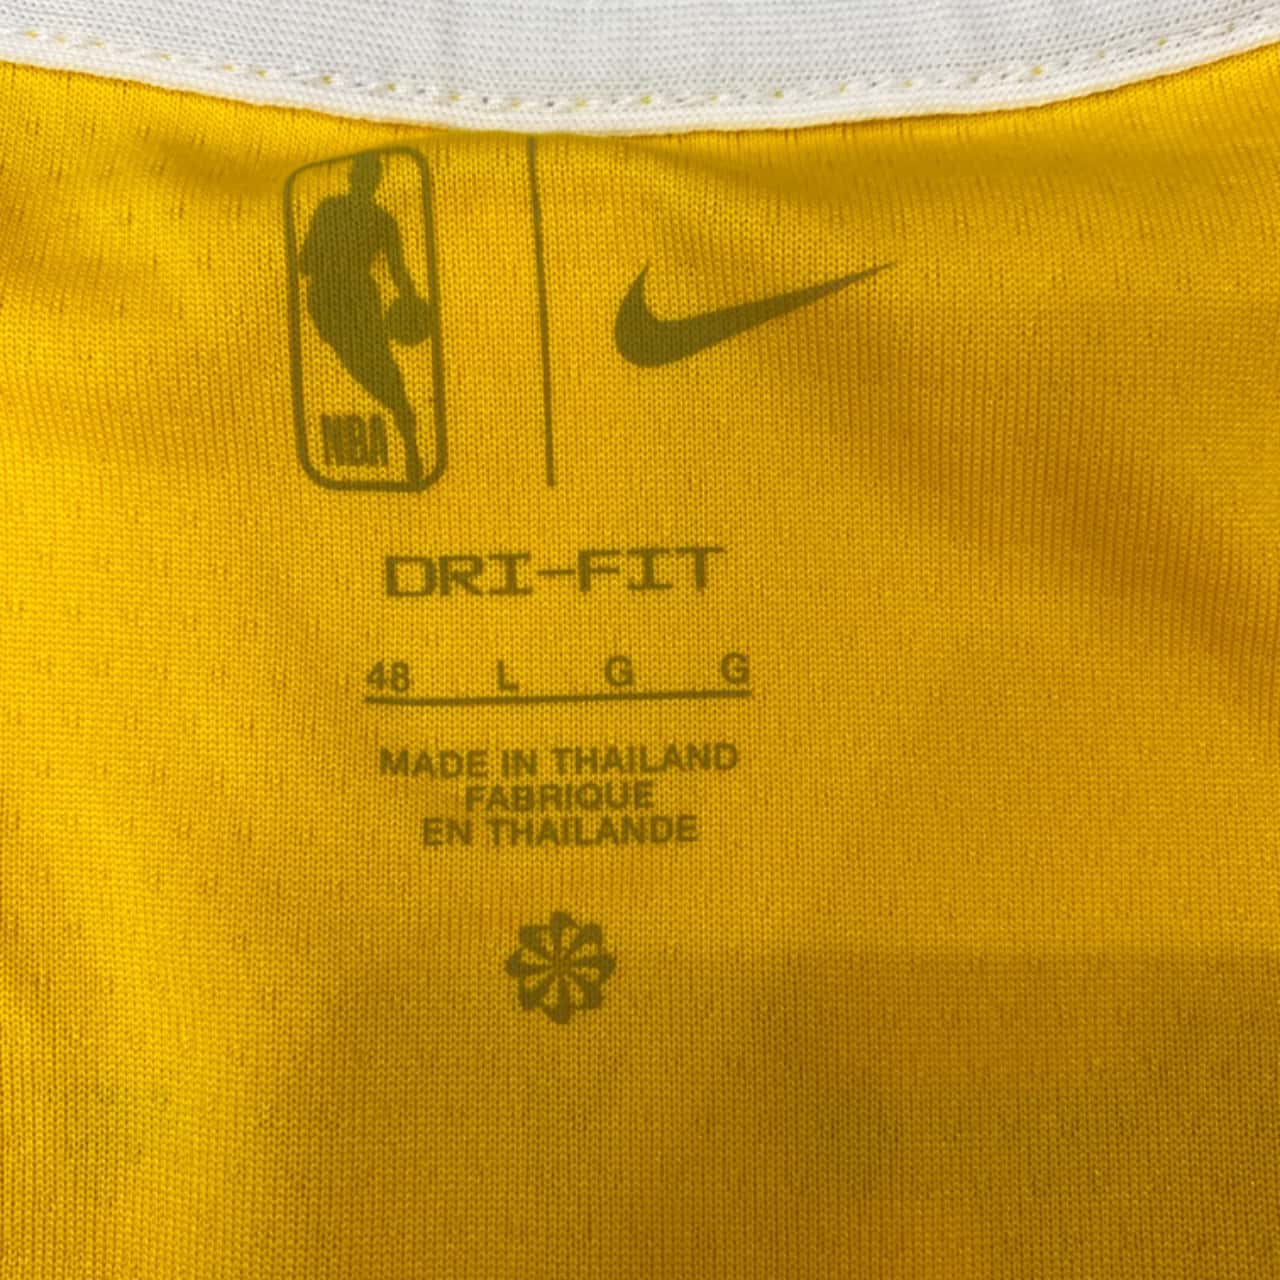 NBA
DRI-FIT
48 L G G
MADE IN THAILAND
FABRIQUE
EN THAILANDE